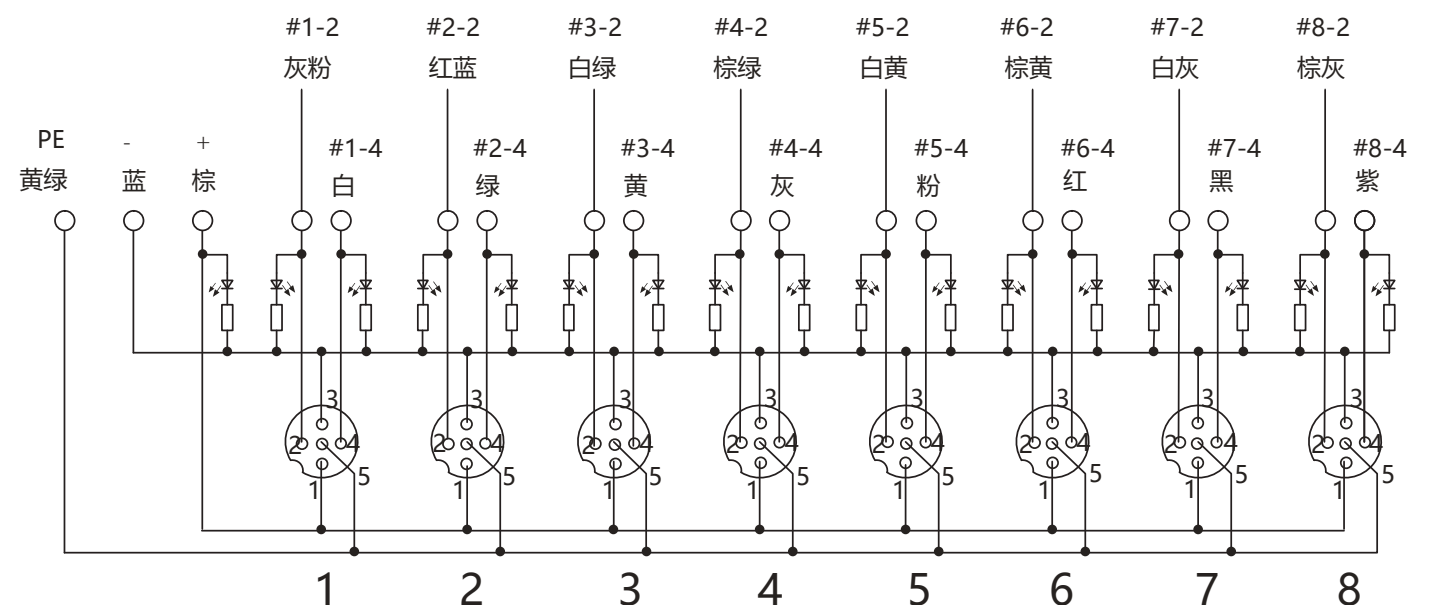 #1-2 #2-2 #3-2 #4-2 #5-2 #6-2 #7-2 #8-2
灰粉 红蓝 白绿 棕绿 白黄 棕黄 白灰 棕灰
PE - + #1-4 #2-4 #3-4 #4-4 #5-4 #6-4 #7-4 #8-4
黄绿 蓝 棕 白 绿 黄 灰 粉 红 黑 紫
3 3 3 3 3 3 3 3
2 4 2 4 2 4 2 4 2 4 2 4 2 4 2 4
1 5 1 5 1 5 1 5 1 5 1 5 1 5 1 5
1 2 3 4 5 6 7 8